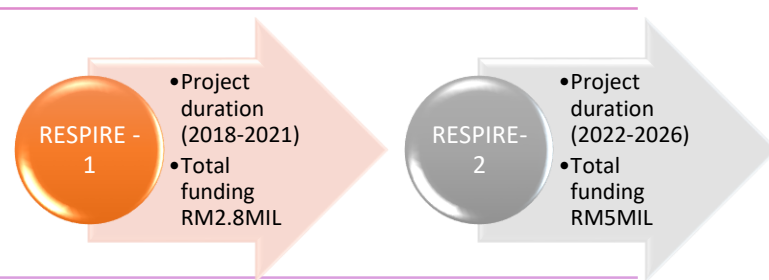 RESPIRE -
1
•Project
duration
(2018-2021)
•Total
funding
RM2.8MIL
RESPIRE-
2
•Project
duration
(2022-2026)
•Total
funding
RM5MIL